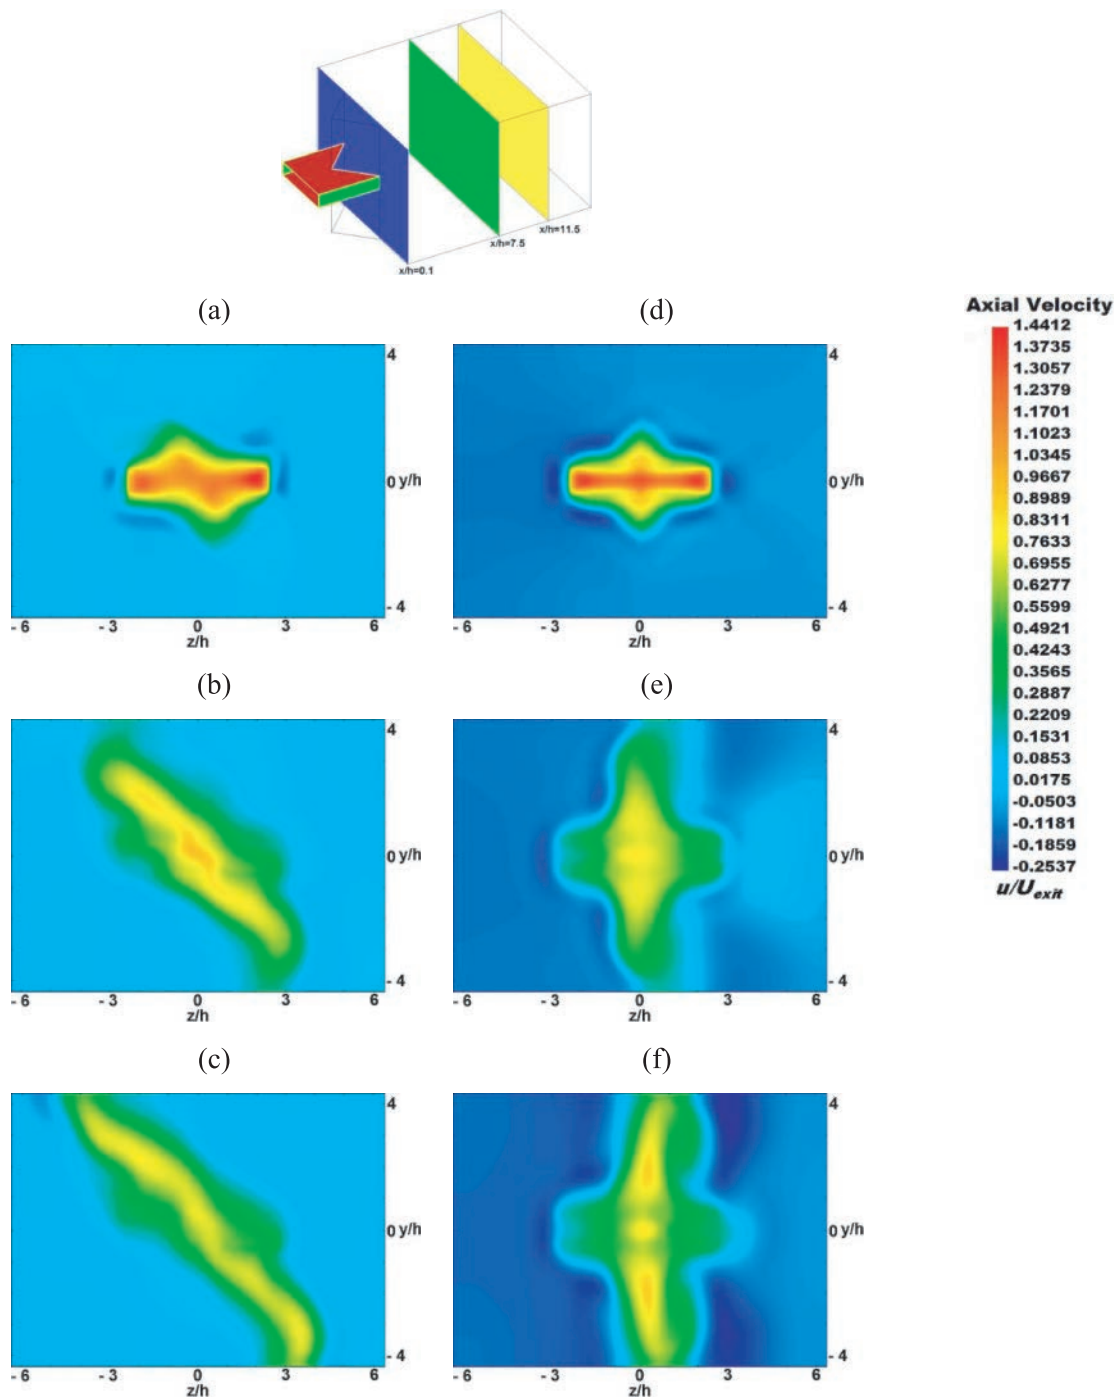 x/h=0.1
x/h=7.5
x/h=11.5
(a)
(d)
Axial Velocity
1.4412
1.3735
1.3057
1.2379
1.1701
1.1023
1.0345
0.9667
0.8989
0.8311
0.7633
0.6955
0.6277
0.5599
0.4921
0.4243
0.3565
0.2887
0.2209
0.1531
0.0853
0.0175
-0.0503
-0.1181
-0.1859
-0.2537
u/Uexit
4
0 y/h
- 4
- 6 - 3 0 3 6
z/h
4
0 y/h
- 4
- 6 - 3 0 3 6
z/h
(b)
(e)
4
0 y/h
- 4
- 6 - 3 0 3 6
z/h
4
0 y/h
- 4
- 6 - 3 0 3 6
z/h
(c)
(f)
4
0 y/h
- 4
- 6 - 3 0 3 6
z/h
4
0 y/h
- 4
- 6 - 3 0 3 6
z/h